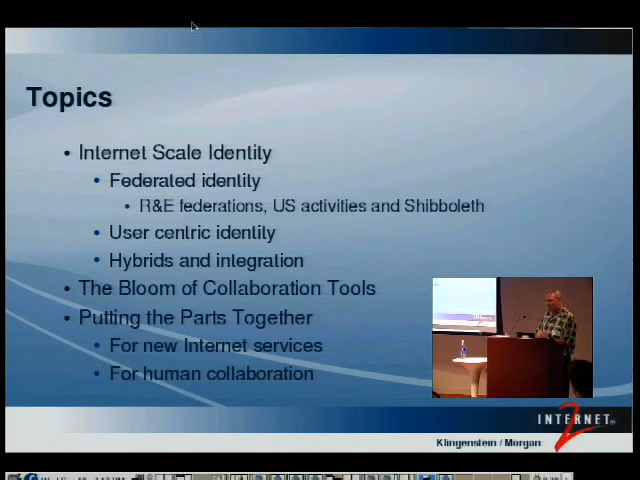 Topics
• Internet Scale Identity
• Federated identity
• R&E federations, US activities and Shibboleth
• User centric identity
• Hybrids and integration
• The Bloom of Collaboration Tools
• Putting the Parts Together
• For new Internet services
• For human collaboration
INTERNET®
2
Klingenstein / Morgan